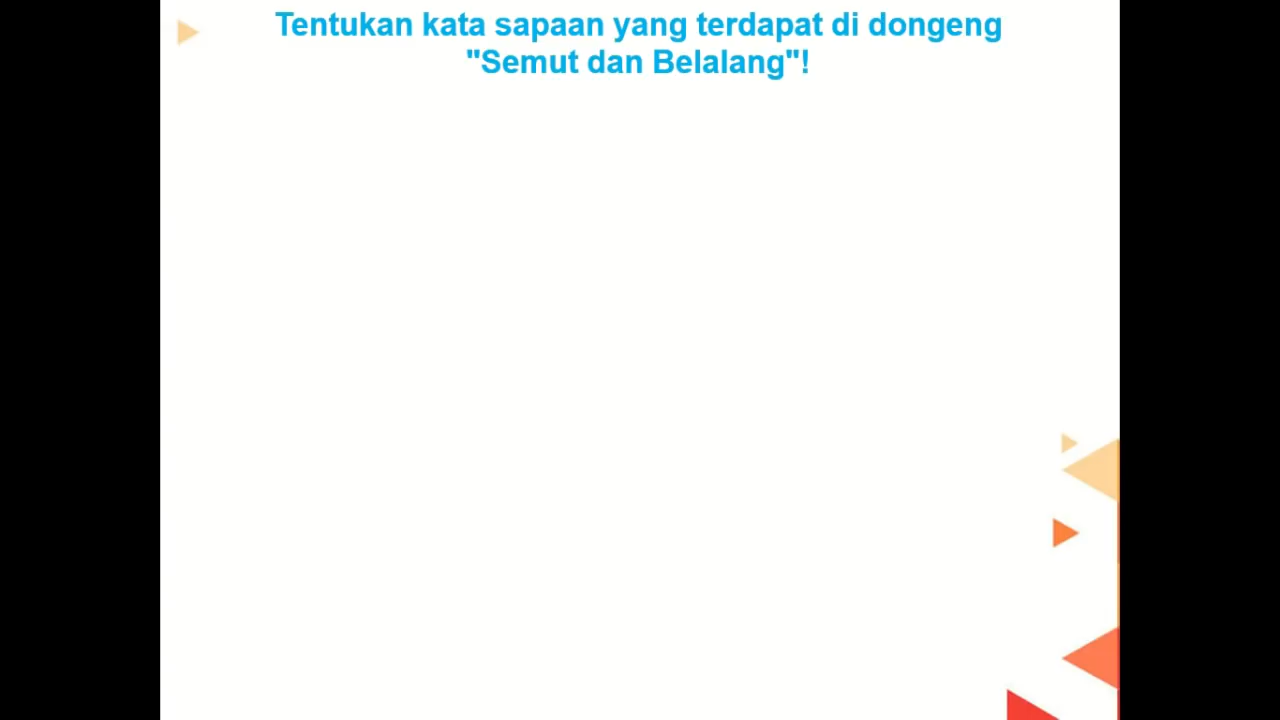 Tentukan kata sapaan yang terdapat di dongeng
"Semut dan Belalang"!